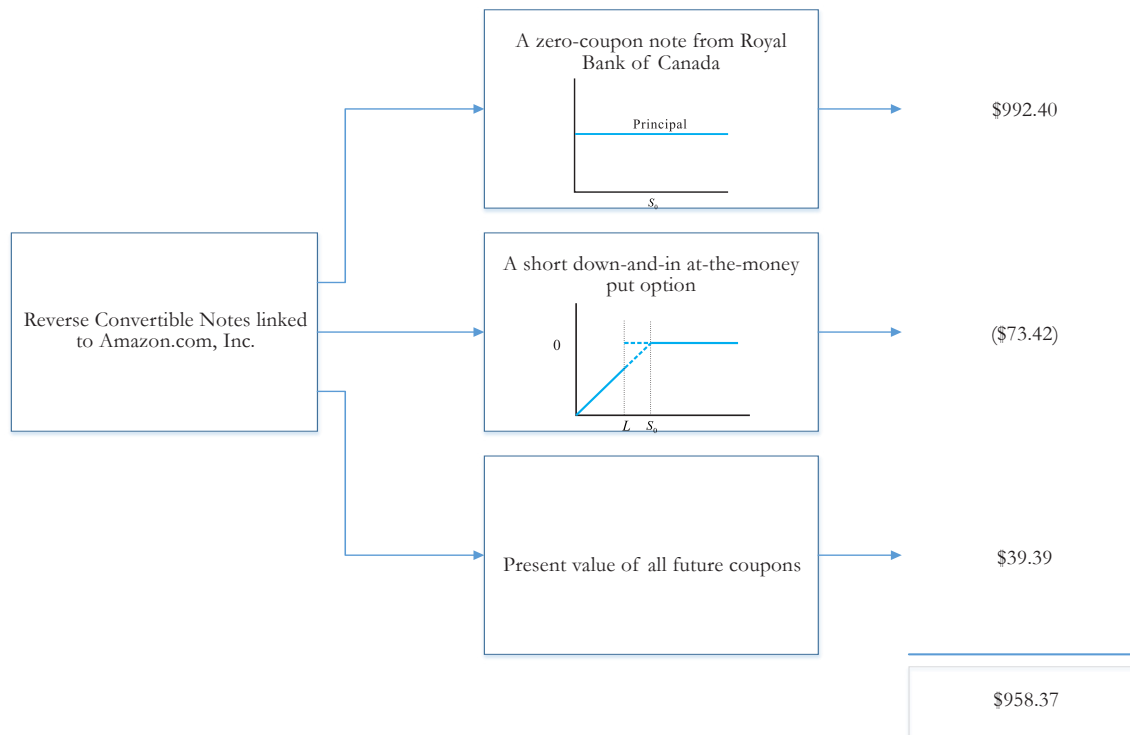 A zero-coupon note from Royal
Bank of Canada
Principal
S₀
$992.40
Reverse Convertible Notes linked
to Amazon.com, Inc.
A short down-and-in at-the-money
put option
0
L
S₀
($73.42)
Present value of all future coupons
$39.39
$958.37